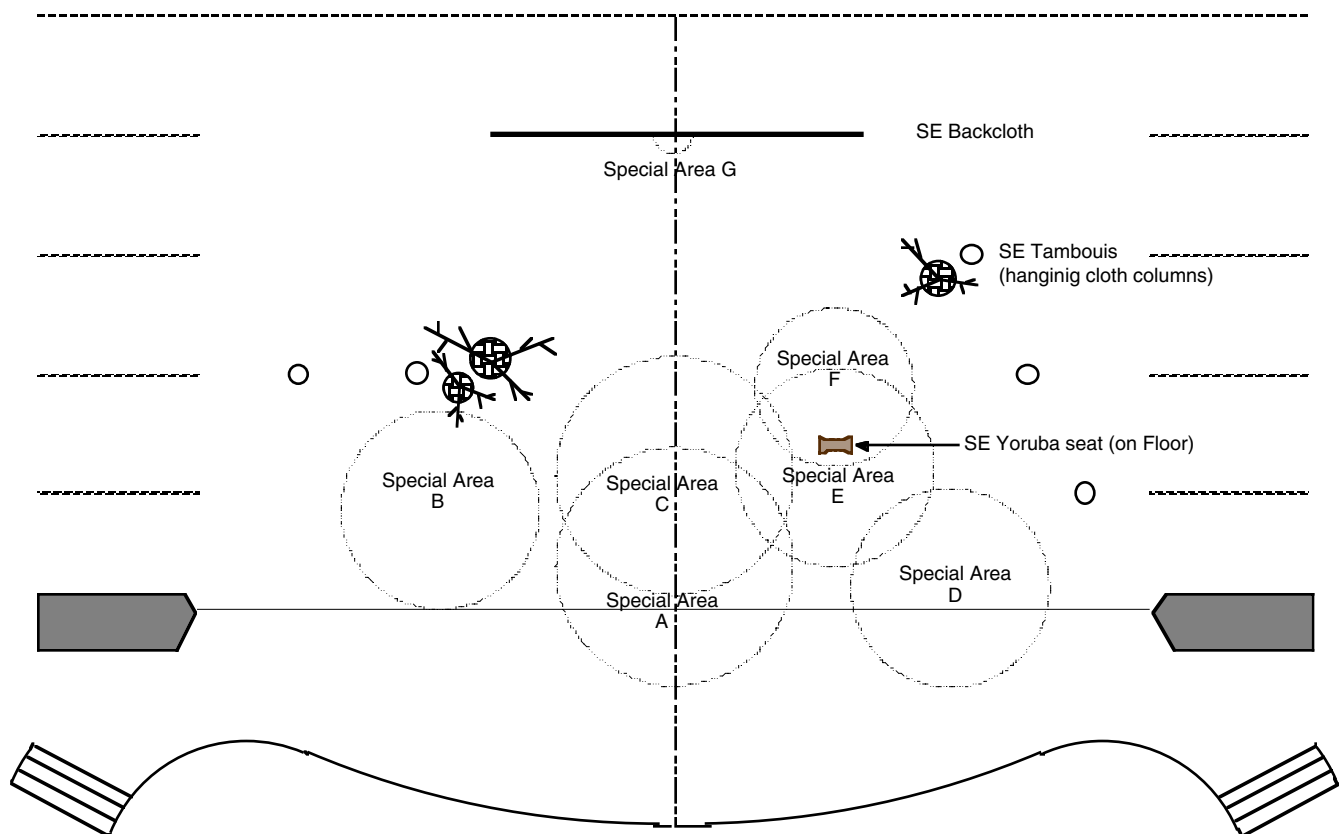 SE Backcloth
Special Area G
SE Tambouis
(hanginig cloth columns)
Special Area
F
SE Yoruba seat (on Floor)
Special Area
B
Special Area
C
Special Area
E
Special Area
D
Special Area
A